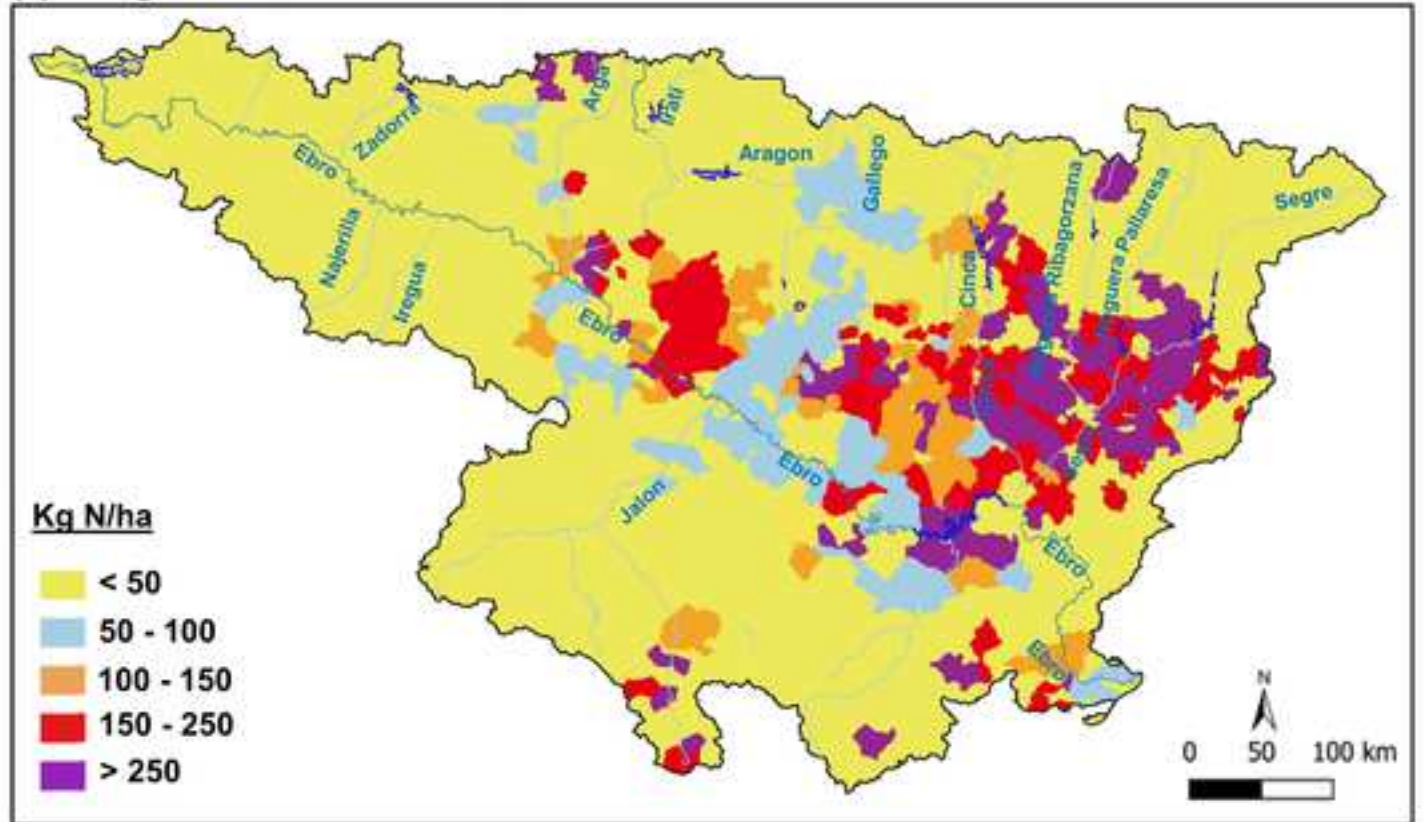 Arga
Irati
Zadorra
Ebro
Aragon
Gallego
Segre
Najerilla
Iregua
Cinca
Ribagorzana
Pallaresa
Ebro
Ebro
Jalon
Ebro
Ebro
Kg N/ha
< 50
50 - 100
100 - 150
150 - 250
> 250
N
0 50 100 km